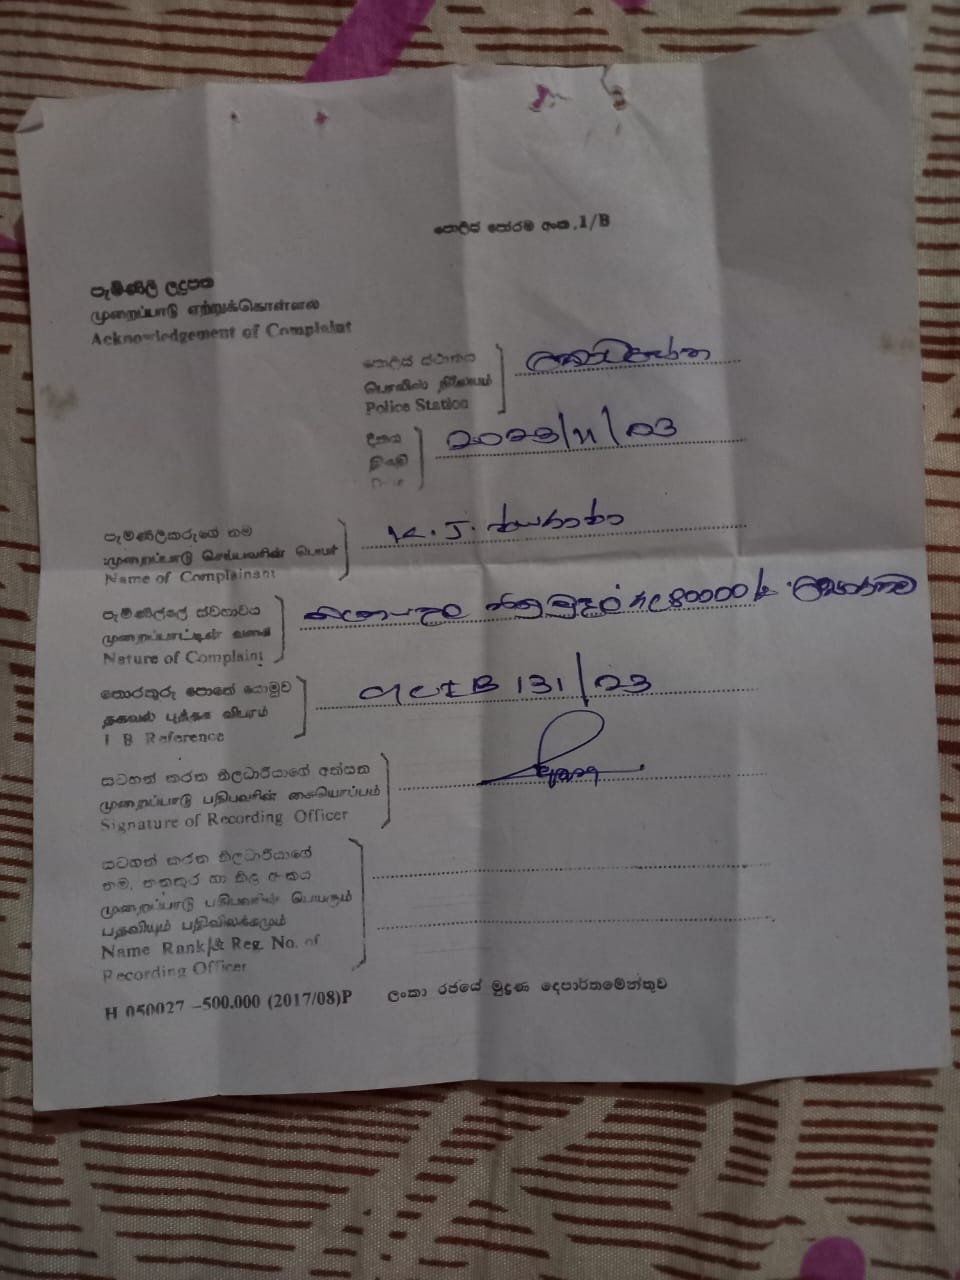 පොලිස් පෝරම අංක. 1/B
පැමිණිලි ලදුපත
முறைப்பாடு ஏற்றுக்கொள்ளல்
Acknowledgement of Complaint
පොලිස් ස්ථානය
பொலிஸ் நிலையம்
Police Station
දිනය
திகதி
Date
2023/11/03
පැමිණිලිකරුගේ නම
முறைப்பாடு செய்பவரின் பெயர்
Name of Complainant
K. J.
පැමිණිල්ලේ ස්වභාවය
முறைப்பாட்டின் வகை
Nature of Complaint
තොරතුරු පොතේ යොමුව
தகவல் புத்தக விபரம்
I B Reference
131/23
සටහන් කරන නිලධාරියාගේ අත්සන
முறைப்பாடு பதிபவரின் கையொப்பம்
Signature of Recording Officer
සටහන් කරන නිලධාරියාගේ
නම, තනතුර හා නිල අංකය
முறைப்பாடு பதிபவரின் பெயரும்
பதவியும் பதிவிலக்கமும்
Name Rank/& Reg. No. of
Recording Officer
H 050027 –500,000 (2017/08)P ලංකා රජයේ මුද්‍රණ දෙපාර්තමේන්තුව